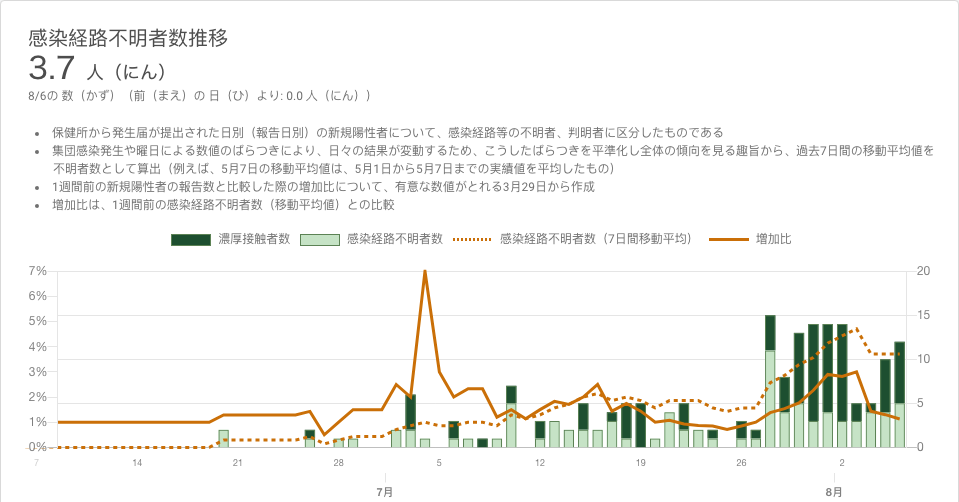 感染経路不明者数推移
3.7 人（にん）
8/6の 数（かず）（前（まえ）の 日（ひ）より: 0.0 人（にん））
• 保健所から発生届が提出された日別（報告日別）の新規陽性者について、感染経路等の不明者、判明者に区分したものである
• 集団感染発生や曜日による数値のばらつきにより、日々の結果が変動するため、こうしたばらつきを平準化し全体の傾向を見る趣旨から、過去7日間の移動平均値を
不明者数として算出（例えば、5月7日の移動平均値は、5月1日から5月7日までの実績値を平均したもの）
• 1週間前の新規陽性者の報告数と比較した際の増加比について、有意な数値がとれる3月29日から作成
• 増加比は、1週間前の感染経路不明者数（移動平均値）との比較
濃厚接触者数 感染経路不明者数 感染経路不明者数（7日間移動平均） 増加比
7% 20
6%
5% 15
4%
3% 10
2%
1% 5
0% 0
7 14 21 28 5 12 19 26 2
7月 8月